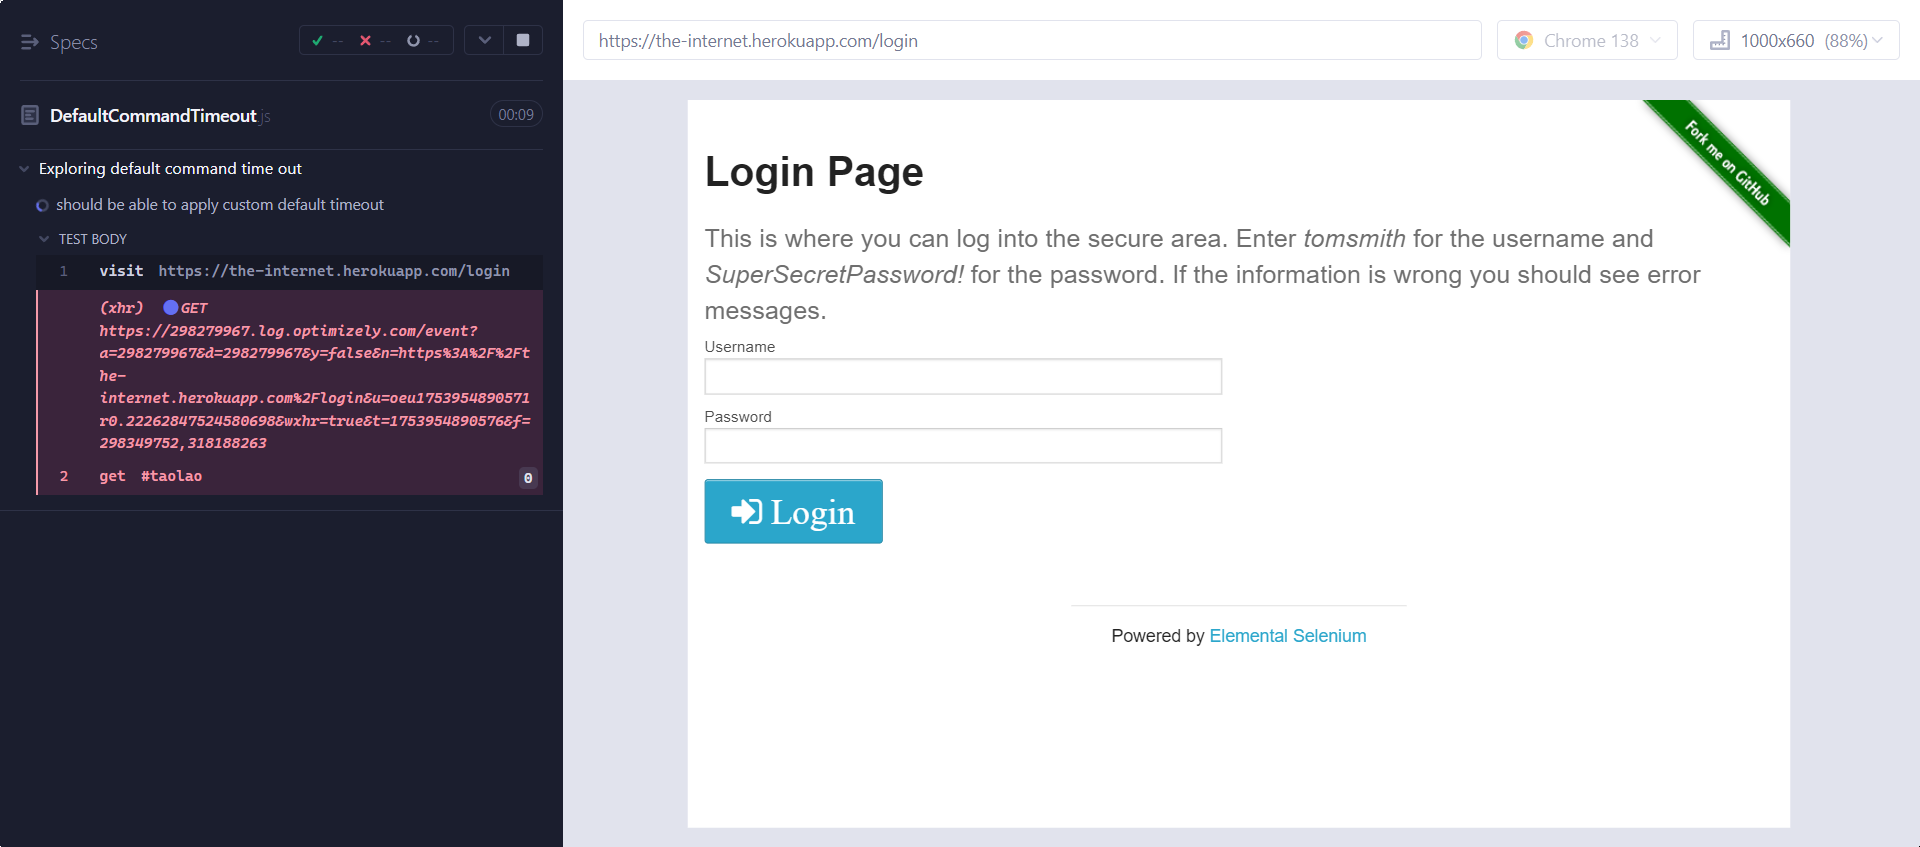 Specs
-- -- --
https://the-internet.herokuapp.com/login
Chrome 138
1000x660 (88%)
DefaultCommandTimeout.js
00:09
Exploring default command time out
should be able to apply custom default timeout
TEST BODY
1 visit https://the-internet.herokuapp.com/login
(xhr) GET
https://298279967.log.optimizely.com/event?
a=298279967&d=298279967&y=false&n=https%3A%2F%2Ft
he-
internet.herokuapp.com%2Flogin&u=oeu1753954890571
r0.22262847524580698&wxhr=true&t=1753954890576&f=
298349752,318188263
2 get #taolao 0
Fork me on GitHub
Login Page
This is where you can log into the secure area. Enter tomsmith for the username and
SuperSecretPassword! for the password. If the information is wrong you should see error
messages.
Username
Password
Login
Powered by Elemental Selenium